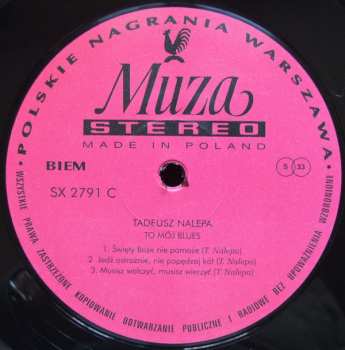 • POLSKIE NAGRANIA WARSZAWA •
Muza
STEREO
MADE IN POLAND
BIEM
S 33
SX 2791 C
TADEUSZ NALEPA
TO MÓJ BLUES
1. Święty Boże nie pomoże (T. Nalepa)
2. Jedź ostrożnie, nie popędzaj kół (T. Nalepa)
3. Musisz walczyć, musisz wierzyć (T. Nalepa)
WSZYSTKIE PRAWA ZASTRZEŻONE KOPIOWANIE ODTWARZANIE PUBLICZNE I RADIOWE BEZ UPOWAŻNIENIA WZBRONIONE